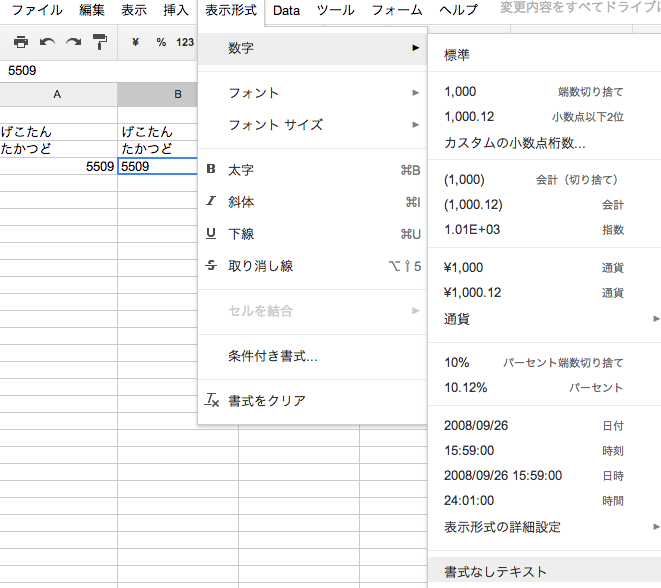 ファイル 編集 表示 挿入 表示形式 Data ツール フォーム ヘルプ 変更内容をすべてドライブに
¥ % 123
5509
A B
げこたん げこたん
たかつど たかつど
5509 5509
数字
フォント
フォント サイズ
B 太字 ⌘B
I 斜体 ⌘I
U 下線 ⌘U
S 取り消し線 ⌥⇧5
セルを結合
条件付き書式...
書式をクリア
標準
1,000 端数切り捨て
1,000.12 小数点以下2位
カスタムの小数点桁数...
(1,000) 会計（切り捨て）
(1,000.12) 会計
1.01E+03 指数
¥1,000 通貨
¥1,000.12 通貨
通貨
10% パーセント端数切り捨て
10.12% パーセント
2008/09/26 日付
15:59:00 時刻
2008/09/26 15:59:00 日時
24:01:00 時間
表示形式の詳細設定
書式なしテキスト